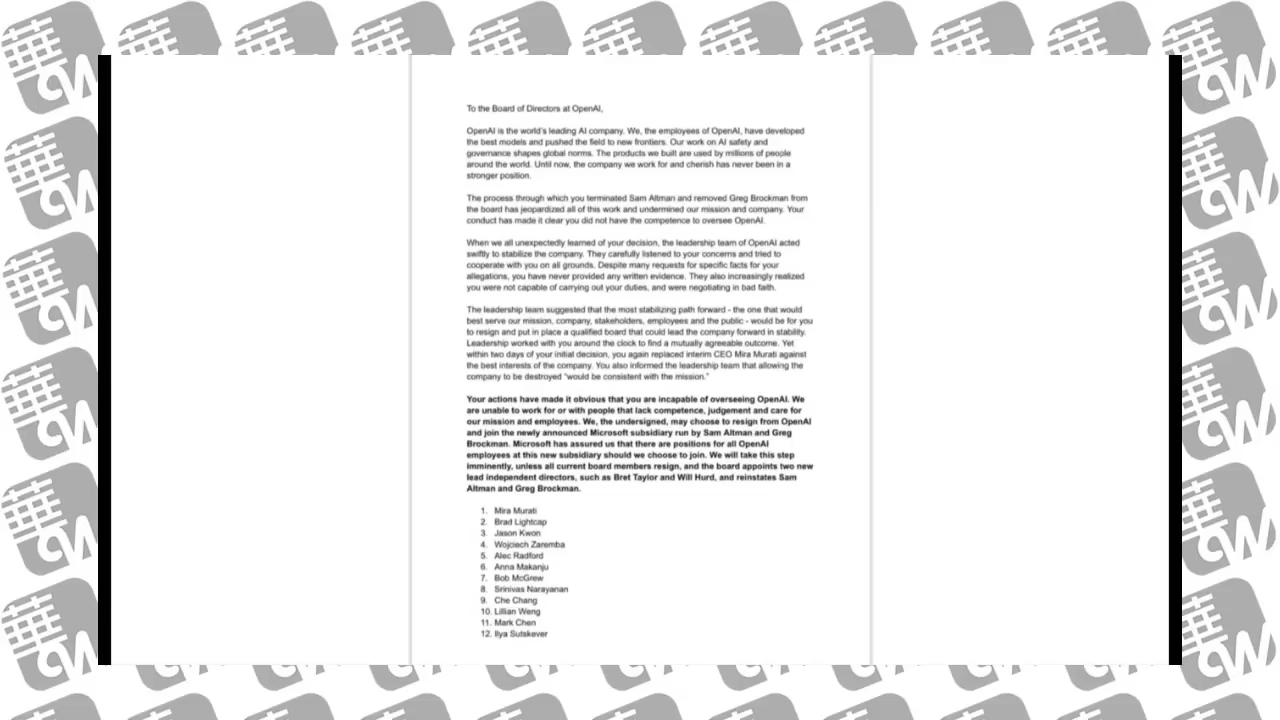 To the Board of Directors at OpenAI,
OpenAI is the world's leading AI company. We, the employees of OpenAI, have developed
the best models and pushed the field to new frontiers. Our work on AI safety and
governance shapes global norms. The products we built are used by millions of people
around the world. Until now, the company we work for and cherish has never been in a
stronger position.
The process through which you terminated Sam Altman and removed Greg Brockman from
the board has jeopardized all of this work and undermined our mission and company. Your
conduct has made it clear you did not have the competence to oversee OpenAI.
When we all unexpectedly learned of your decision, the leadership team of OpenAI acted
swiftly to stabilize the company. They carefully listened to your concerns and tried to
cooperate with you on all grounds. Despite many requests for specific facts for your
allegations, you have never provided any written evidence. They also increasingly realized
you were not capable of carrying out your duties, and were negotiating in bad faith.
The leadership team suggested that the most stabilizing path forward - the one that would
best serve our mission, company, stakeholders, employees and the public - would be for you
to resign and put in place a qualified board that could lead the company forward in stability.
Leadership worked with you around the clock to find a mutually agreeable outcome. Yet
within two days of your initial decision, you again replaced interim CEO Mira Murati against
the best interests of the company. You also informed the leadership team that allowing the
company to be destroyed "would be consistent with the mission."
Your actions have made it obvious that you are incapable of overseeing OpenAI. We
are unable to work for or with people that lack competence, judgement and care for
our mission and employees. We, the undersigned, may choose to resign from OpenAI
and join the newly announced Microsoft subsidiary run by Sam Altman and Greg
Brockman. Microsoft has assured us that there are positions for all OpenAI
employees at this new subsidiary should we choose to join. We will take this step
imminently, unless all current board members resign, and the board appoints two new
lead independent directors, such as Bret Taylor and Will Hurd, and reinstates Sam
Altman and Greg Brockman.
1. Mira Murati
2. Brad Lightcap
3. Jason Kwon
4. Wojciech Zaremba
5. Alec Radford
6. Anna Makanju
7. Bob McGrew
8. Srinivas Narayanan
9. Che Chang
10. Lillian Weng
11. Mark Chen
12. Ilya Sutskever